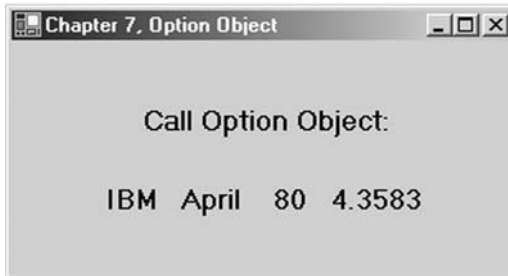 Chapter 7, Option Object
Call Option Object:
IBM April 80 4.3583